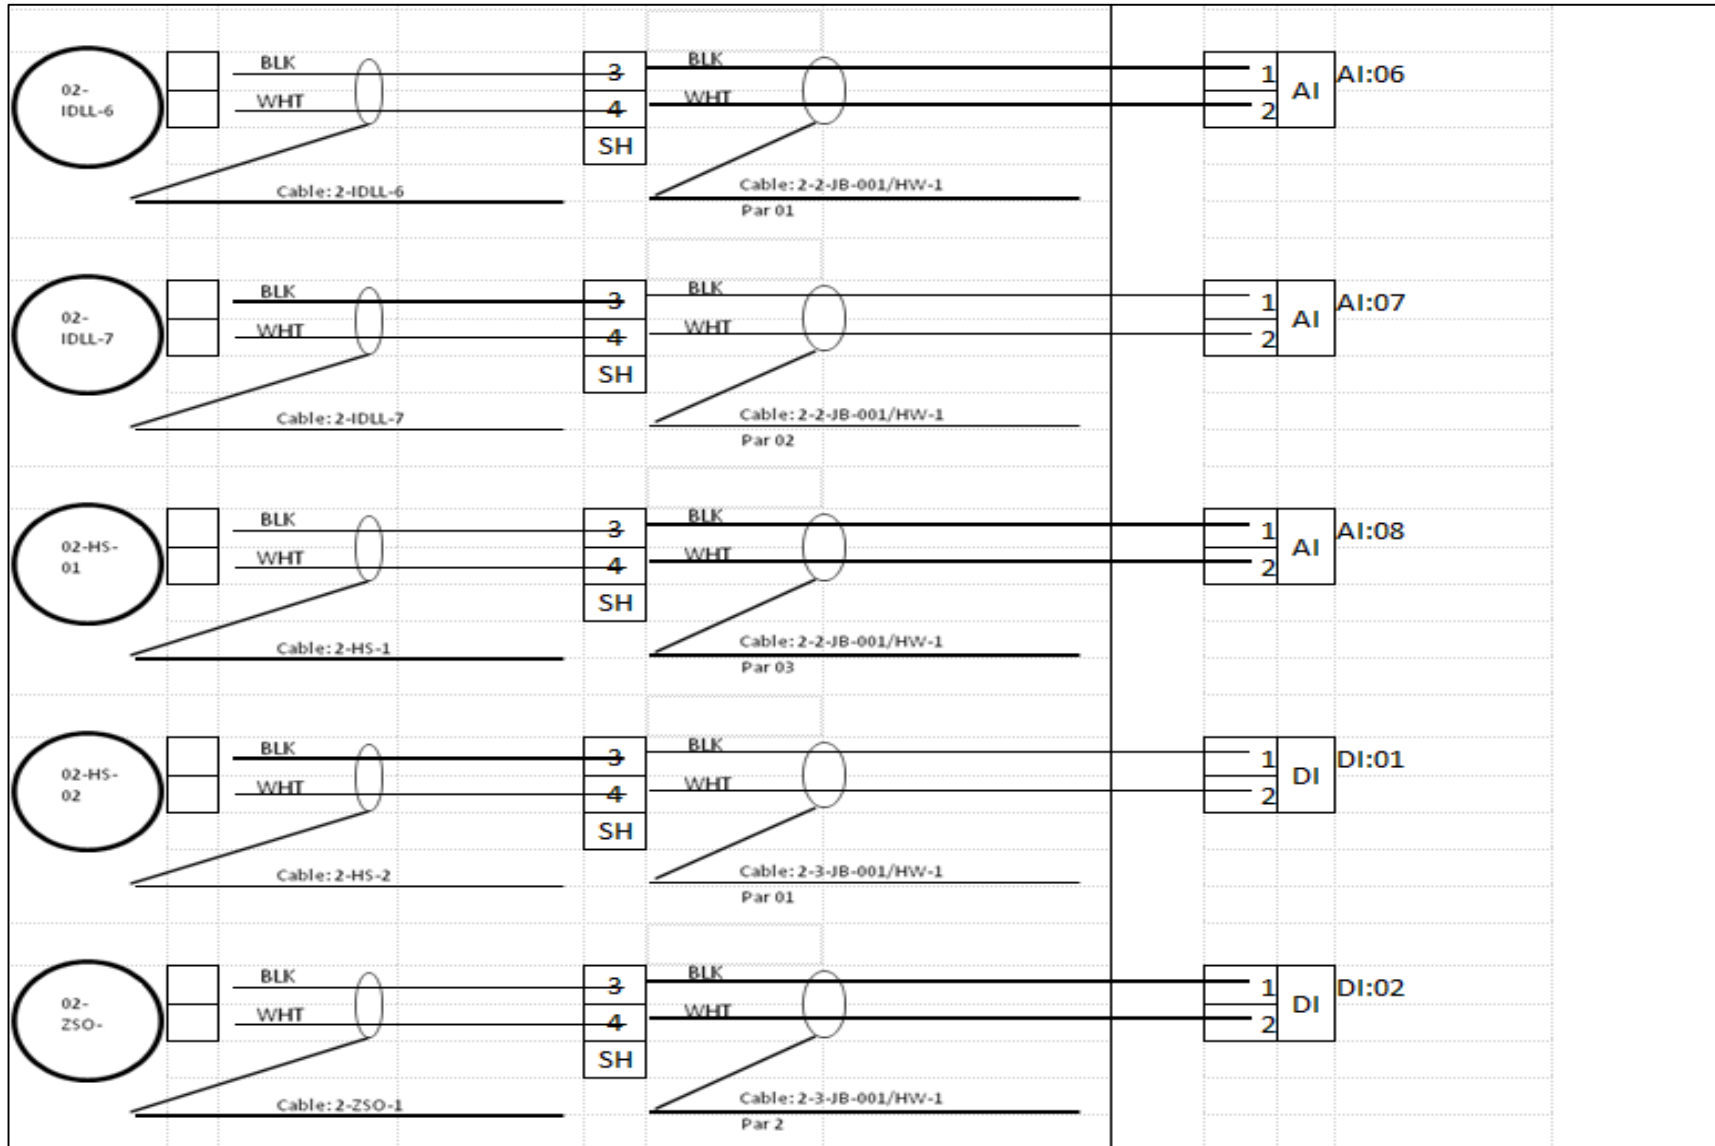 BLK BLK
02- 3 1 AI AI:06
IDLL-6 WHT 4 WHT 2
SH
Cable: 2-IDLL-6 Cable: 2-2-JB-001/HW-1
Par 01
BLK BLK
02- 3 1 AI AI:07
IDLL-7 WHT 4 WHT 2
SH
Cable: 2-IDLL-7 Cable: 2-2-JB-001/HW-1
Par 02
BLK BLK
02-HS- 3 1 AI AI:08
01 WHT 4 WHT 2
SH
Cable: 2-HS-1 Cable: 2-2-JB-001/HW-1
Par 03
BLK BLK
02-HS- 3 1 DI DI:01
02 WHT 4 WHT 2
SH
Cable: 2-HS-2 Cable: 2-3-JB-001/HW-1
Par 01
BLK BLK
02- 3 1 DI DI:02
ZSO- WHT 4 WHT 2
SH
Cable: 2-ZSO-1 Cable: 2-3-JB-001/HW-1
Par 2